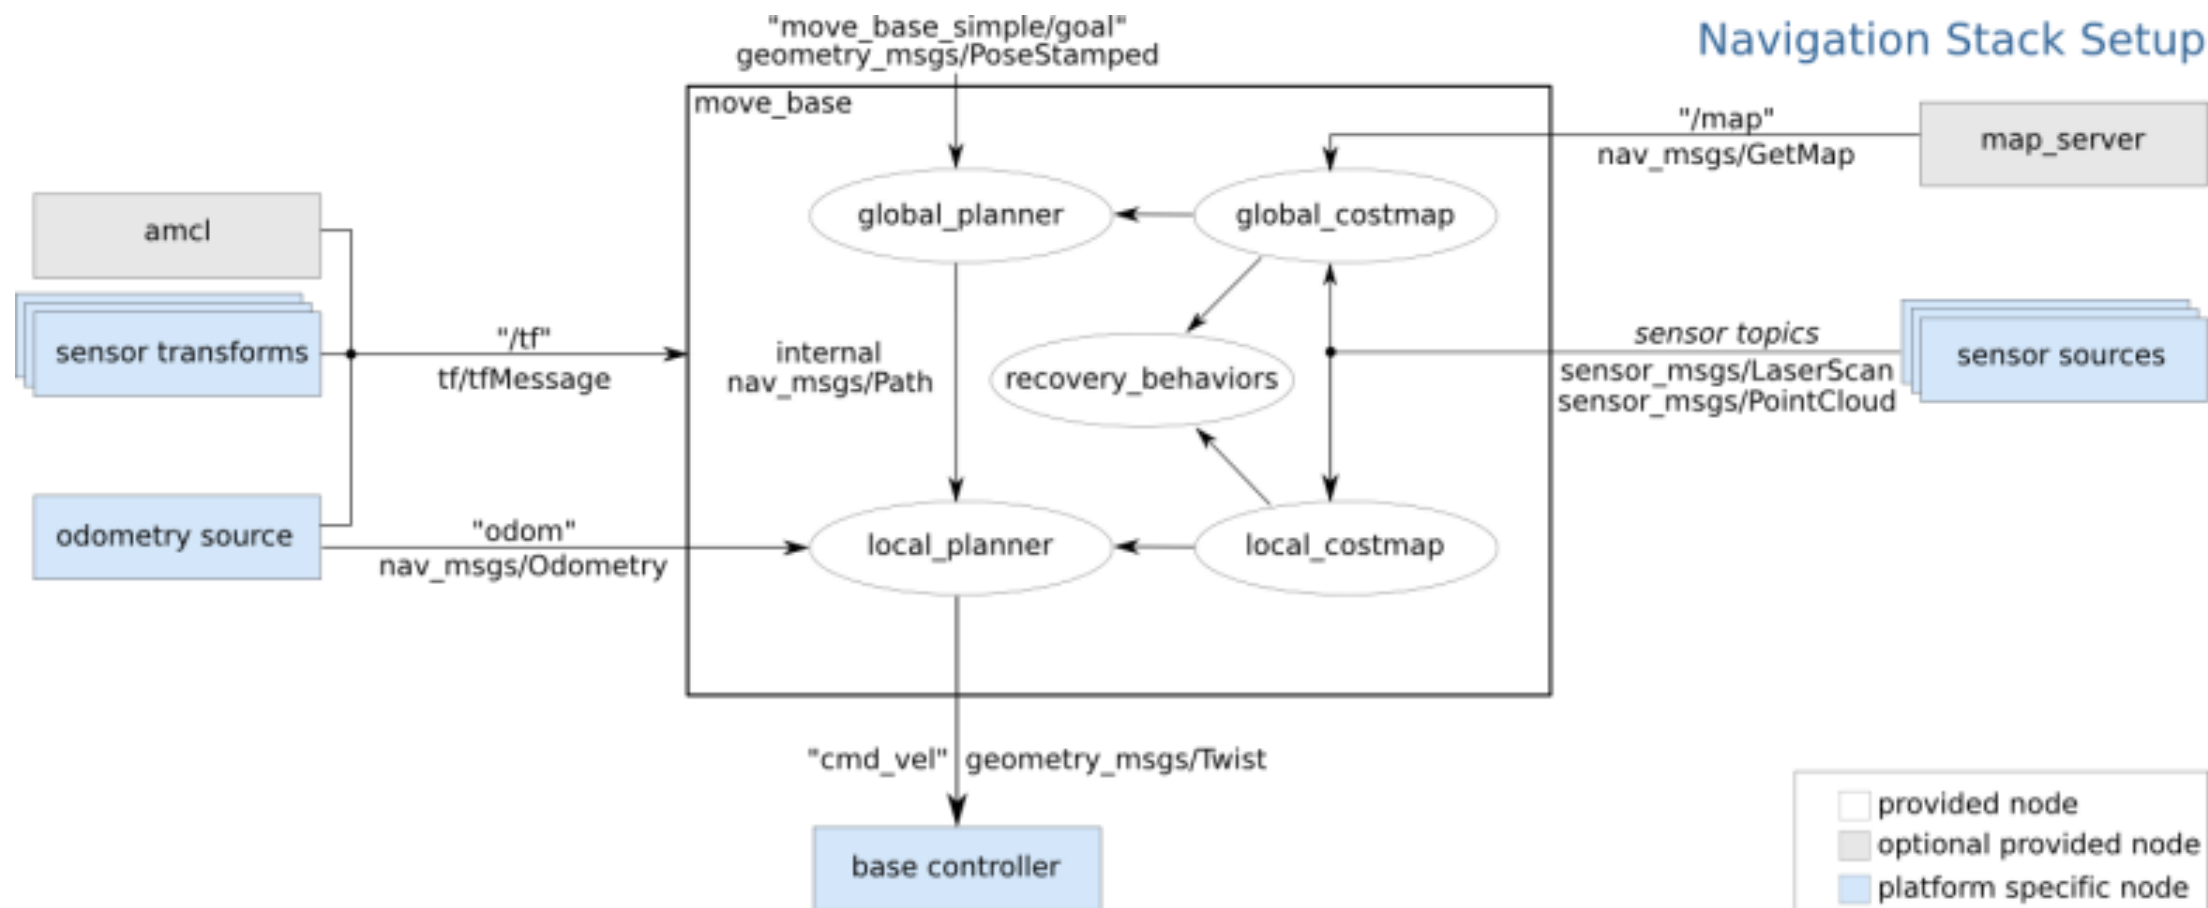 "move_base_simple/goal"
geometry_msgs/PoseStamped
Navigation Stack Setup
move_base
"/map"
nav_msgs/GetMap
map_server
global_planner
global_costmap
amcl
sensor transforms
"/tf"
tf/tfMessage
internal
nav_msgs/Path
recovery_behaviors
sensor topics
sensor_msgs/LaserScan
sensor_msgs/PointCloud
sensor sources
odometry source
"odom"
nav_msgs/Odometry
local_planner
local_costmap
"cmd_vel" geometry_msgs/Twist
base controller
provided node
optional provided node
platform specific node